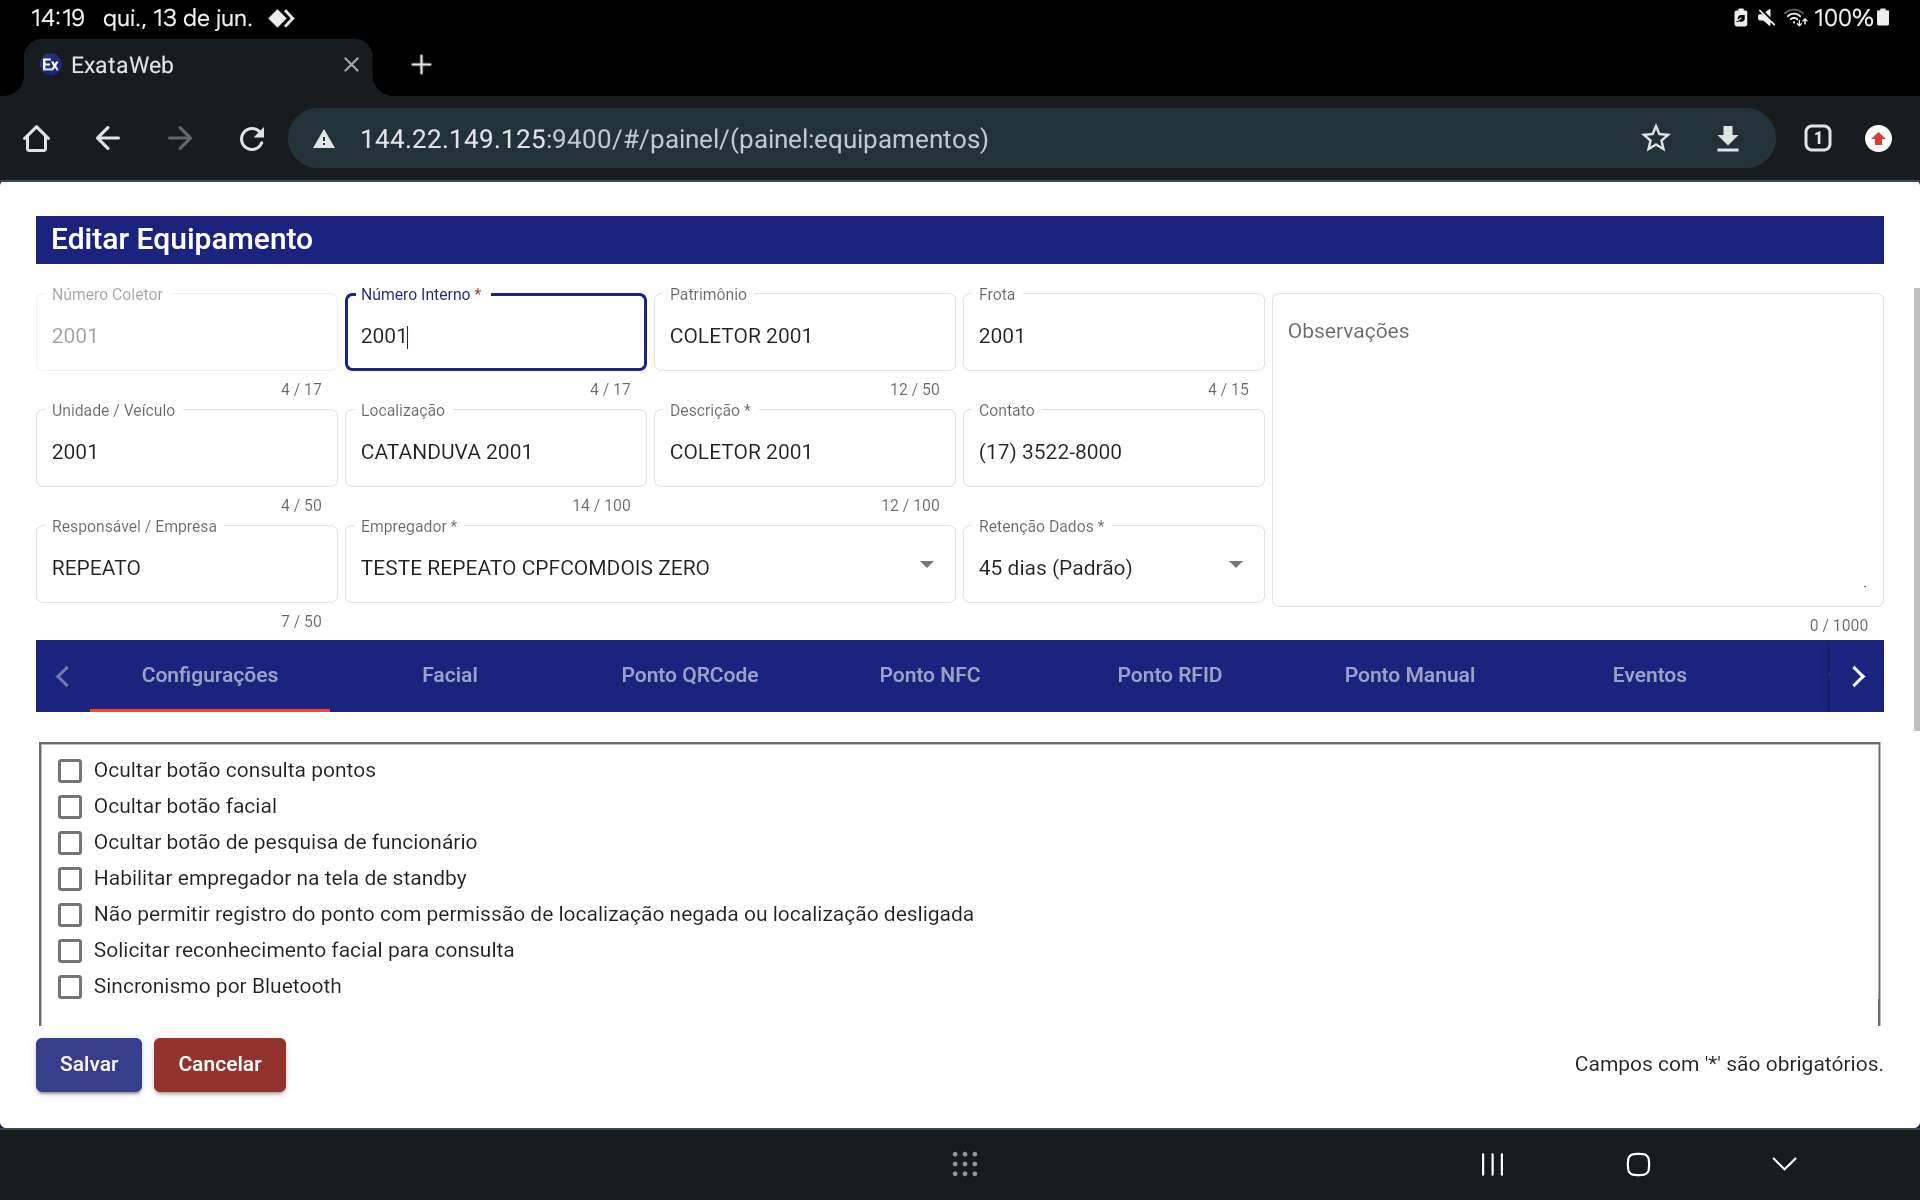 14:19 qui., 13 de jun. 100%
Ex ExataWeb
144.22.149.125:9400/#/painel/(painel:equipamentos) 1
Editar Equipamento
Número Coletor Número Interno * Patrimônio Frota
2001 2001 COLETOR 2001 2001 Observações
4 / 17 4 / 17 12 / 50 4 / 15
Unidade / Veículo Localização Descrição * Contato
2001 CATANDUVA 2001 COLETOR 2001 (17) 3522-8000
4 / 50 14 / 100 12 / 100
Responsável / Empresa Empregador * Retenção Dados *
REPEATO TESTE REPEATO CPFCOMDOIS ZERO 45 dias (Padrão)
7 / 50 0 / 1000
Configurações Facial Ponto QRCode Ponto NFC Ponto RFID Ponto Manual Eventos
Ocultar botão consulta pontos
Ocultar botão facial
Ocultar botão de pesquisa de funcionário
Habilitar empregador na tela de standby
Não permitir registro do ponto com permissão de localização negada ou localização desligada
Solicitar reconhecimento facial para consulta
Sincronismo por Bluetooth
Salvar Cancelar Campos com '*' são obrigatórios.